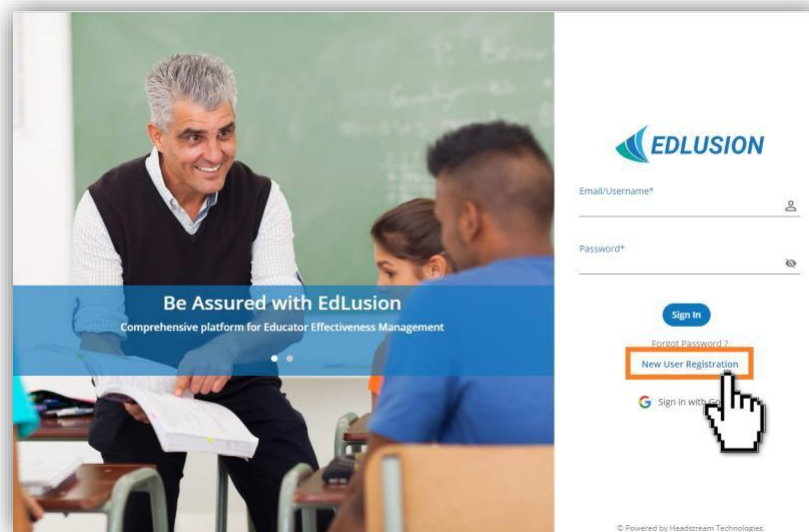 Be Assured with EdLusion
Comprehensive platform for Educator Effectiveness Management
EDLUSION
Email/Username*
Password*
Sign In
Forgot Password ?
New User Registration
Sign in with
© Powered by Headstream Technologies